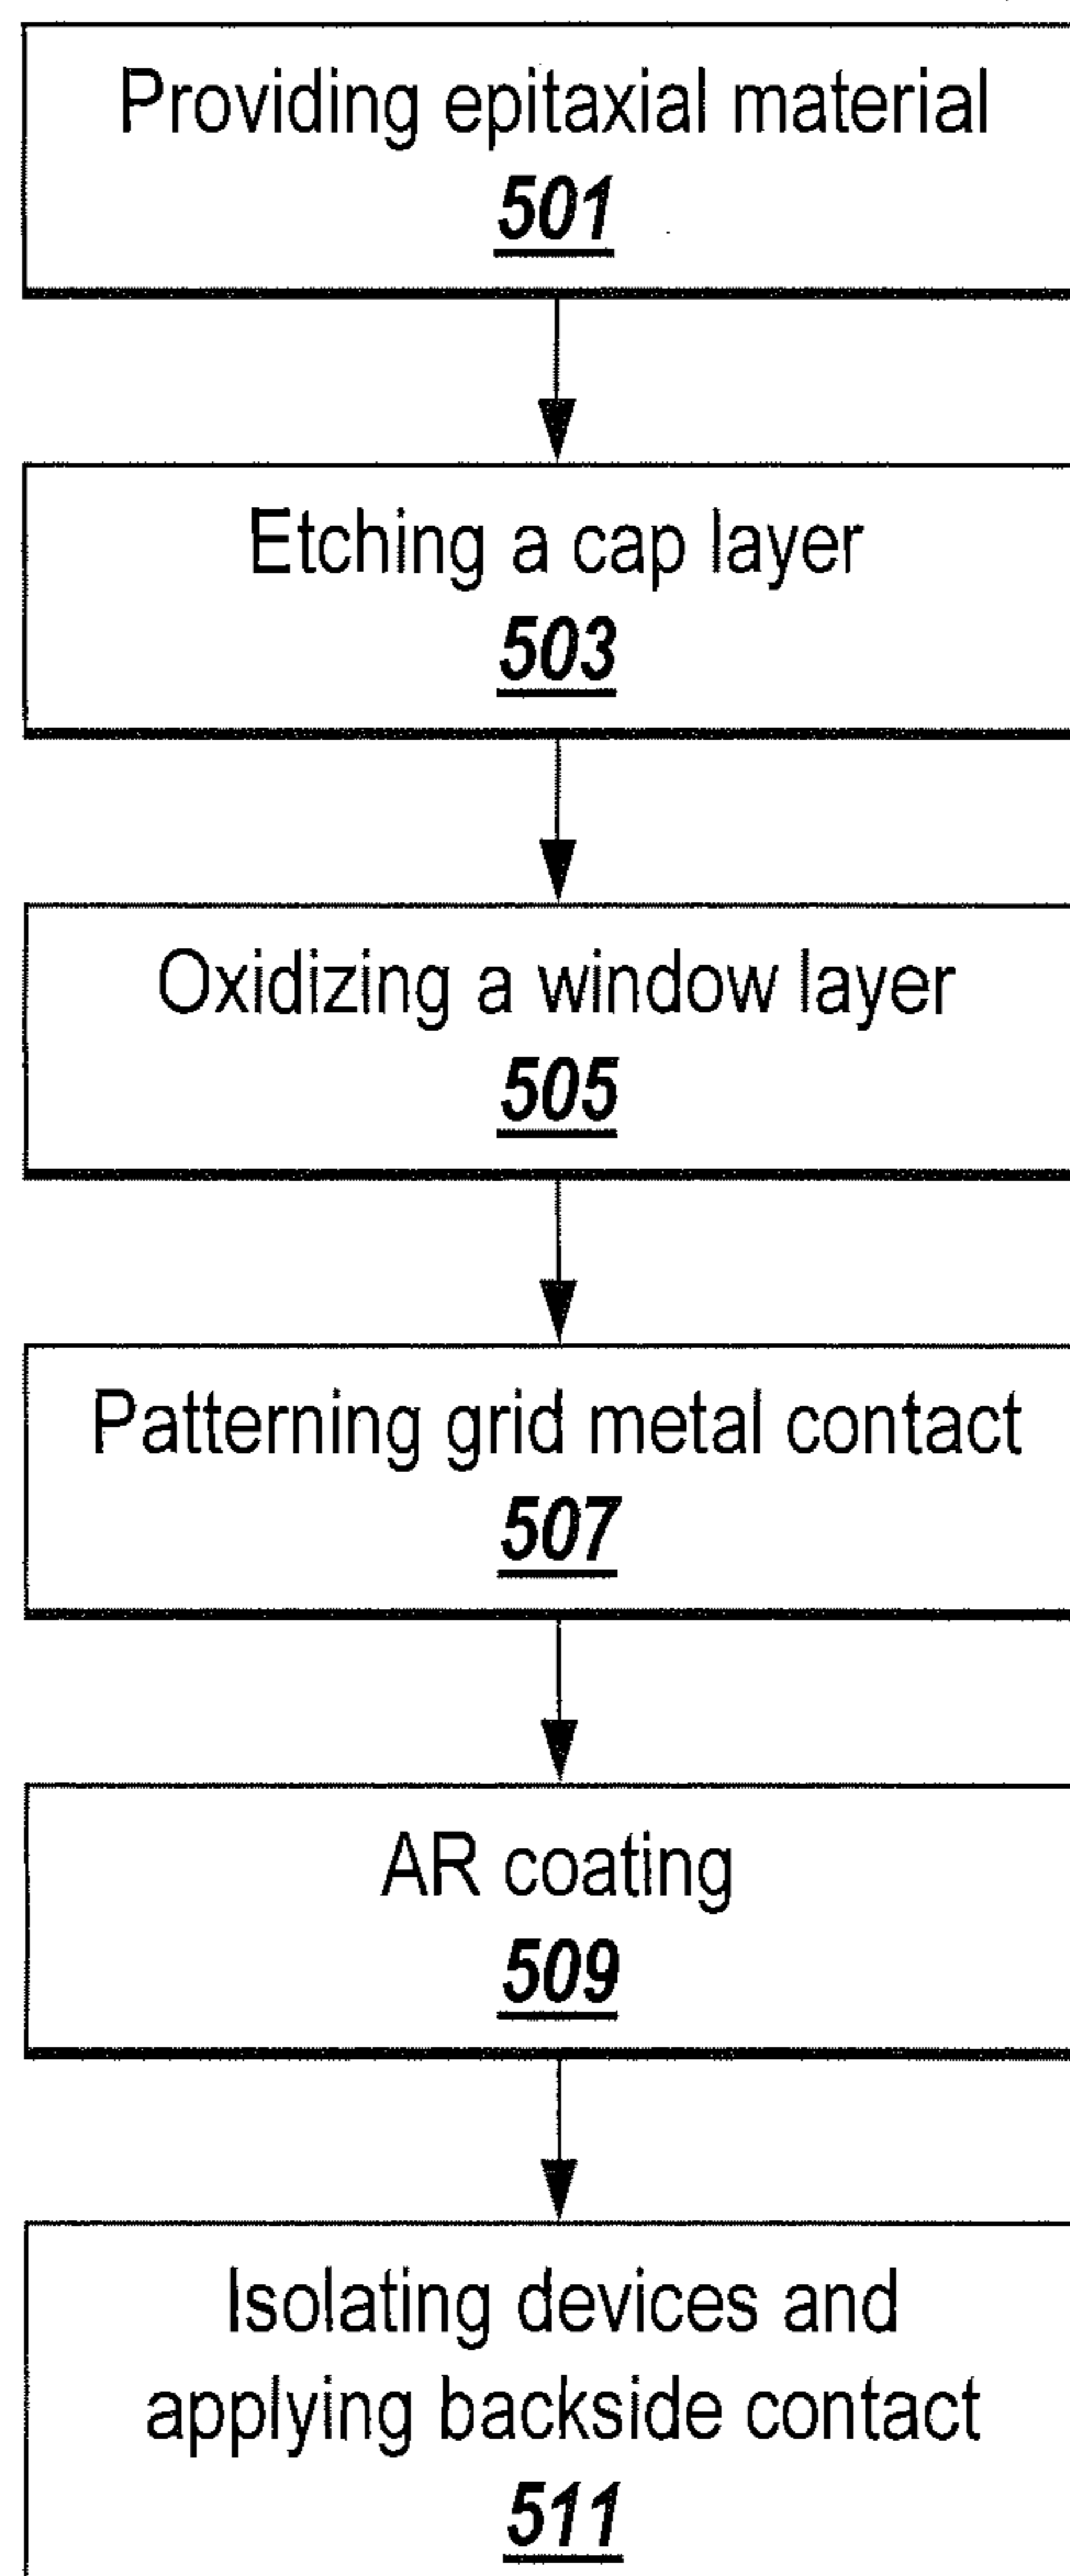 Providing epitaxial material
501
Etching a cap layer
503
Oxidizing a window layer
505
Patterning grid metal contact
507
AR coating
509
Isolating devices and
applying backside contact
511